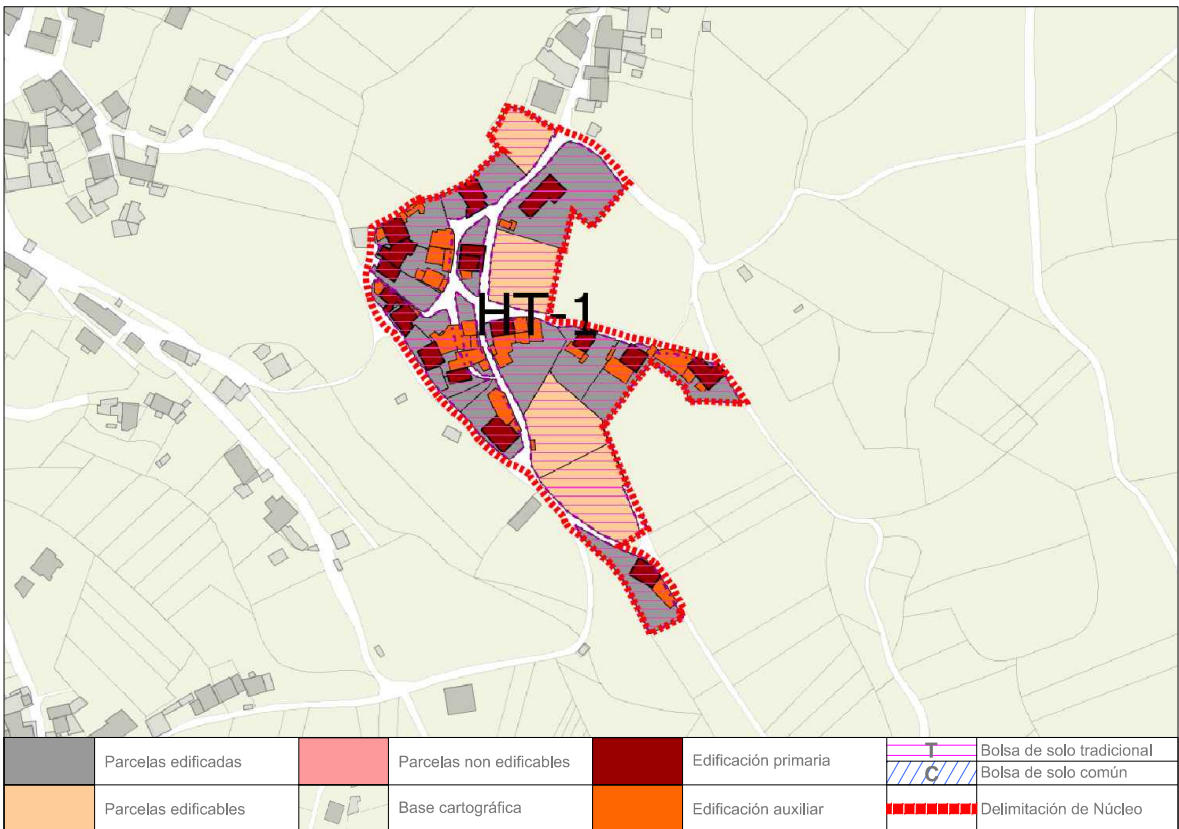 HT-1
Parcelas edificadas
Parcelas non edificables
Edificación primaria
T
Bolsa de solo tradicional
C
Bolsa de solo común
Parcelas edificables
Base cartográfica
Edificación auxiliar
Delimitación de Núcleo